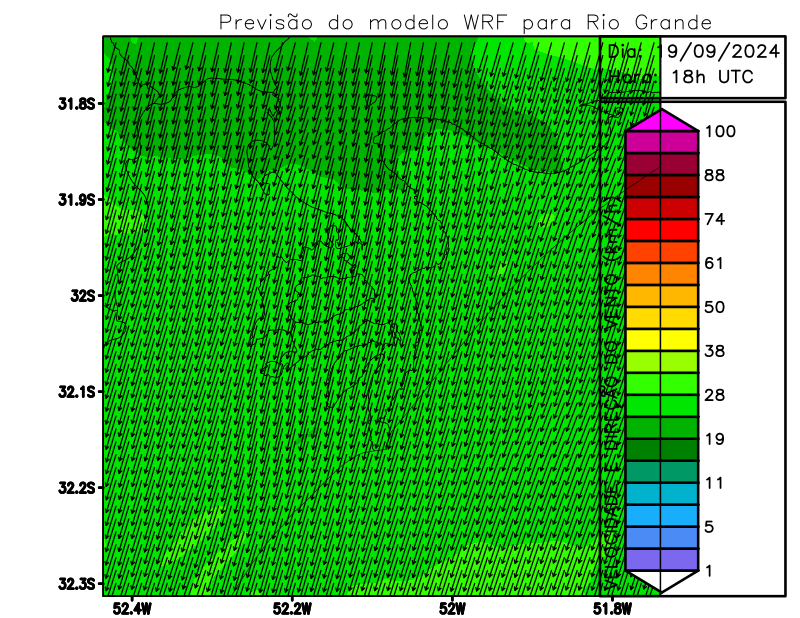 Previsão do modelo WRF para Rio Grande
Dia: 19/09/2024
Hora: 18h UTC
31.8S
31.9S
32S
32.1S
32.2S
32.3S
52.4W
52.2W
52W
51.8W
VELOCIDADE E DIREÇÃO DO VENTO (km/h)
100
88
74
61
50
38
28
19
11
5
1